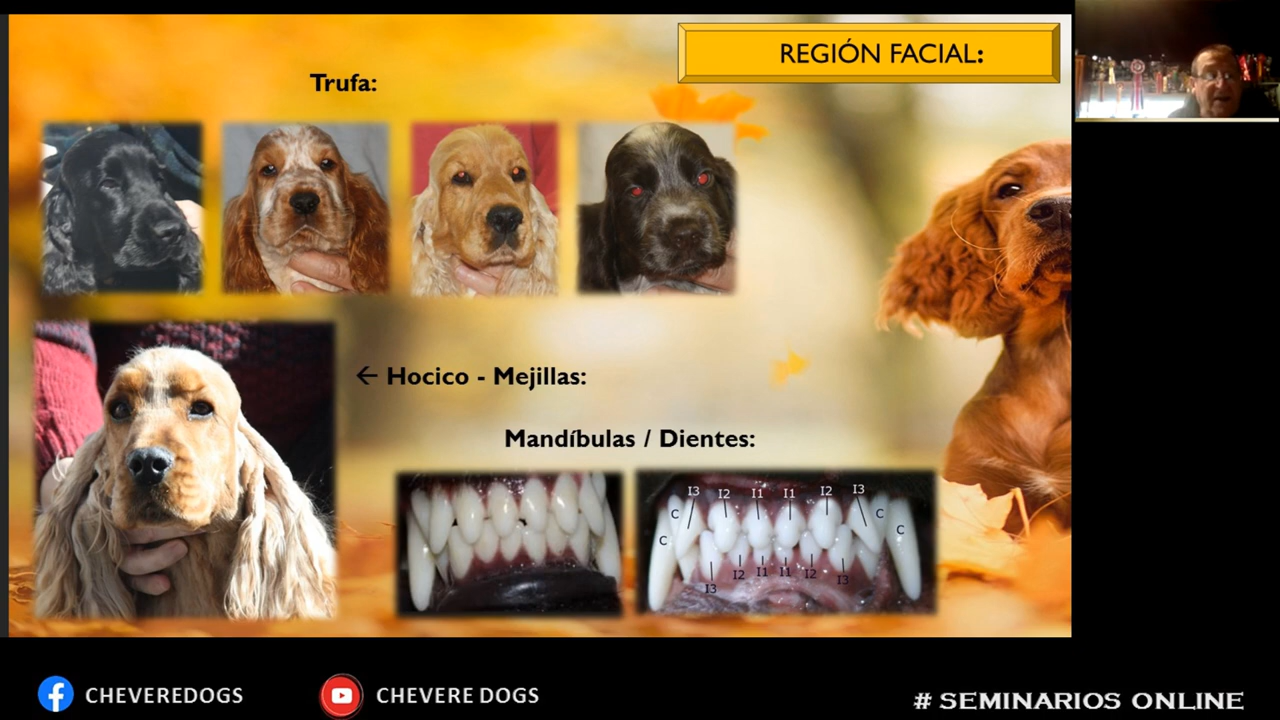 REGIÓN FACIAL:
Trufa:
← Hocico - Mejillas:
Mandíbulas / Dientes:
I3 I2 I1 I1 I2 I3
C C
C C
I3 I2 I1 I1 I2 I3
CHEVEREDOGS
CHEVERE DOGS
# SEMINARIOS ONLINE